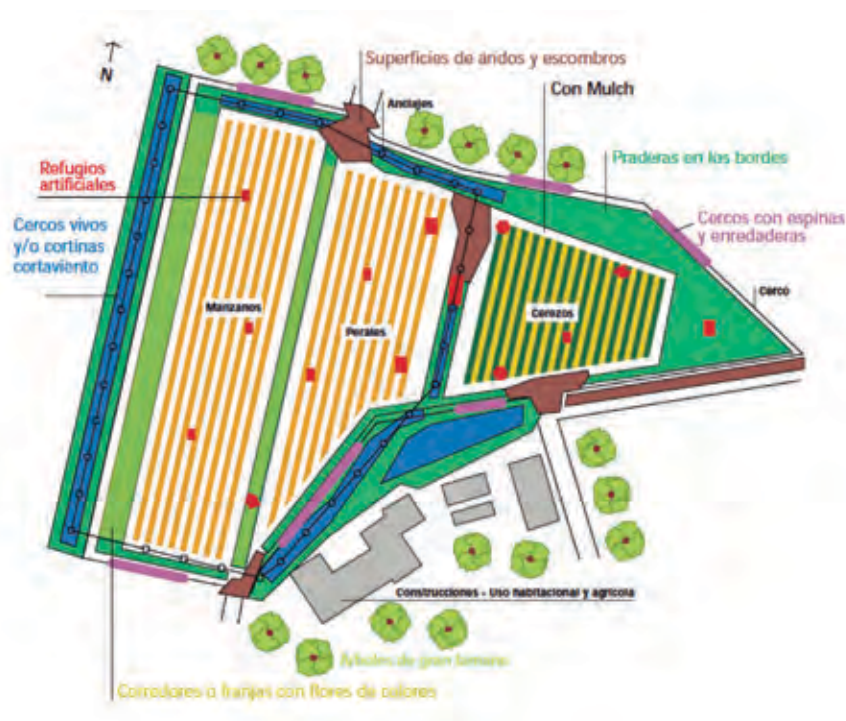 N
Superficies de áridos y escombros
Con Mulch
Anclajes
Praderas en los bordes
Refugios
artificiales
Cercos vivos
y/o cortinas
cortaviento
Cercos con espinas
y enredaderas
Cerco
Manzanos
Perales
Cerezos
Construcciones - Uso habitacional y agrícola
Árboles de gran tamaño
Corredores o franjas con flores de colores